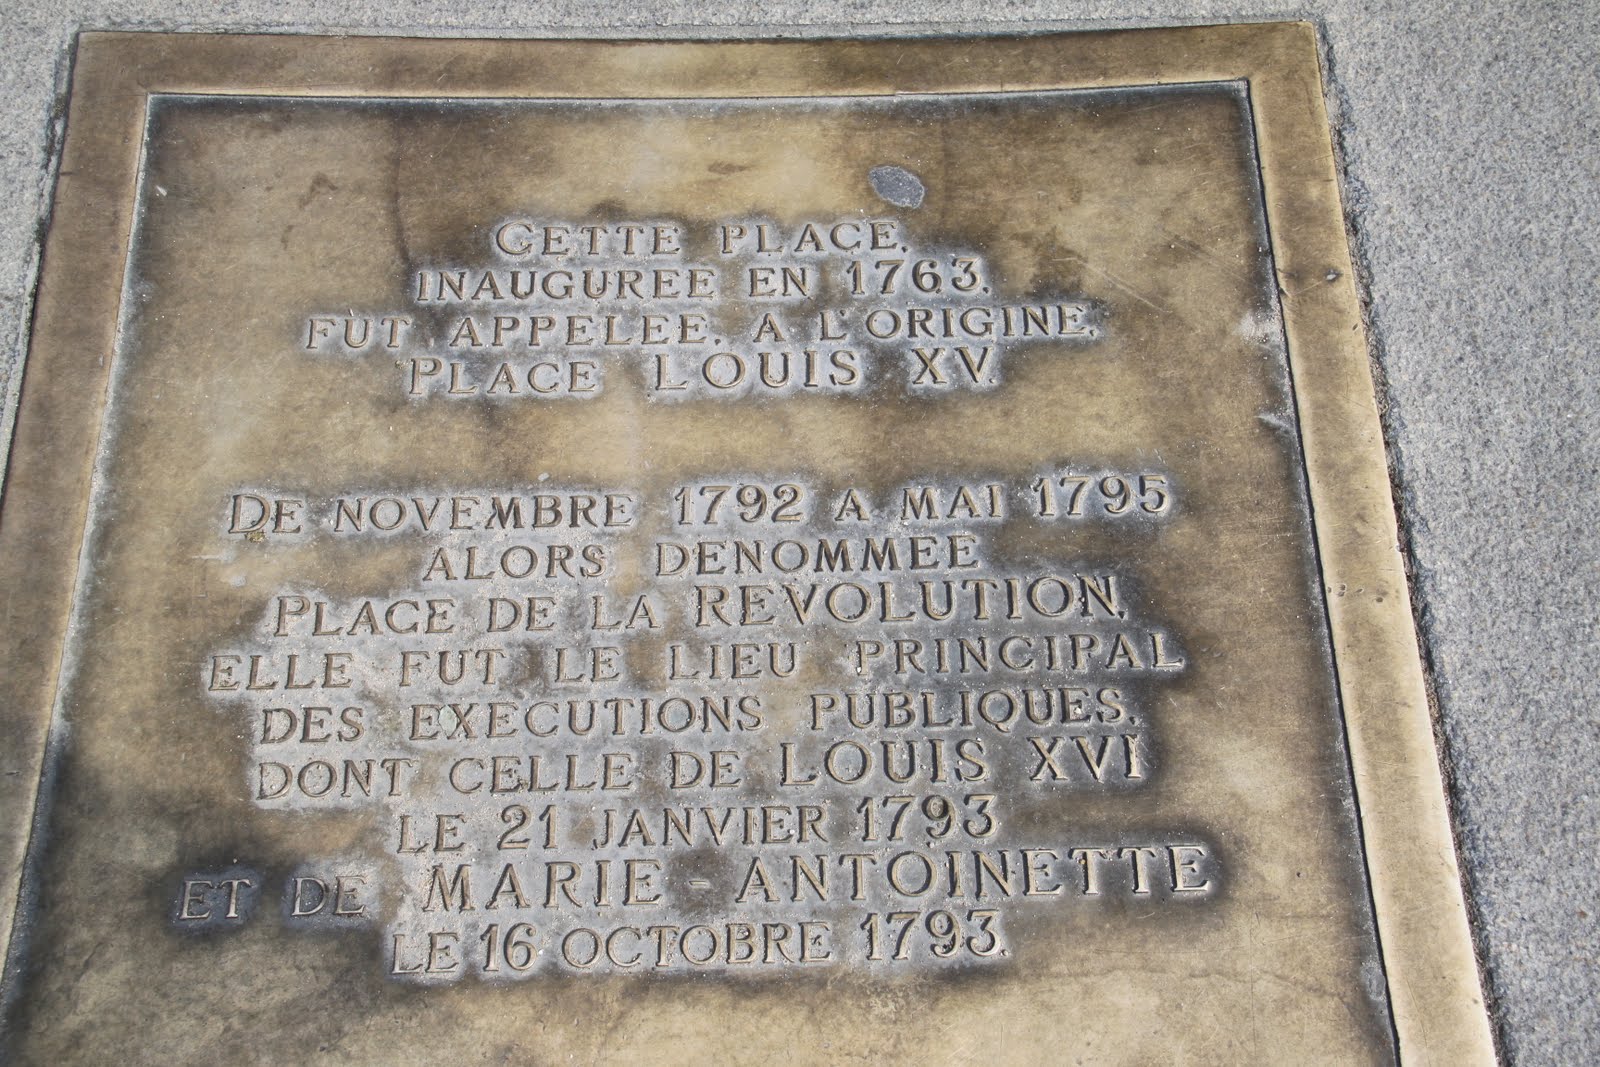 CETTE PLACE,
INAUGUREE EN 1763,
FUT APPELEE, A L'ORIGINE,
PLACE LOUIS XV.
DE NOVEMBRE 1792 A MAI 1795
ALORS DENOMMEE
PLACE DE LA REVOLUTION,
ELLE FUT LE LIEU PRINCIPAL
DES EXECUTIONS PUBLIQUES,
DONT CELLE DE LOUIS XVI
LE 21 JANVIER 1793
ET DE MARIE-ANTOINETTE
LE 16 OCTOBRE 1793.